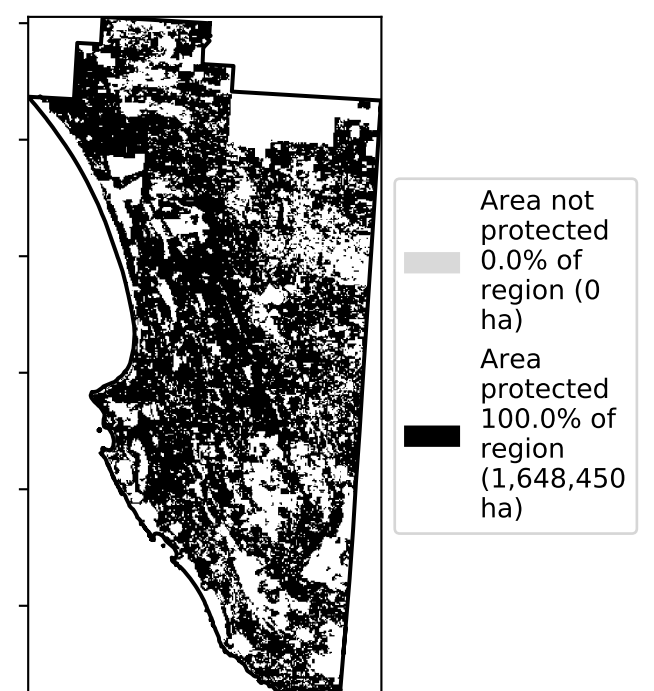 Area not
protected
0.0% of
region (0
ha)
Area
protected
100.0% of
region
(1,648,450
ha)